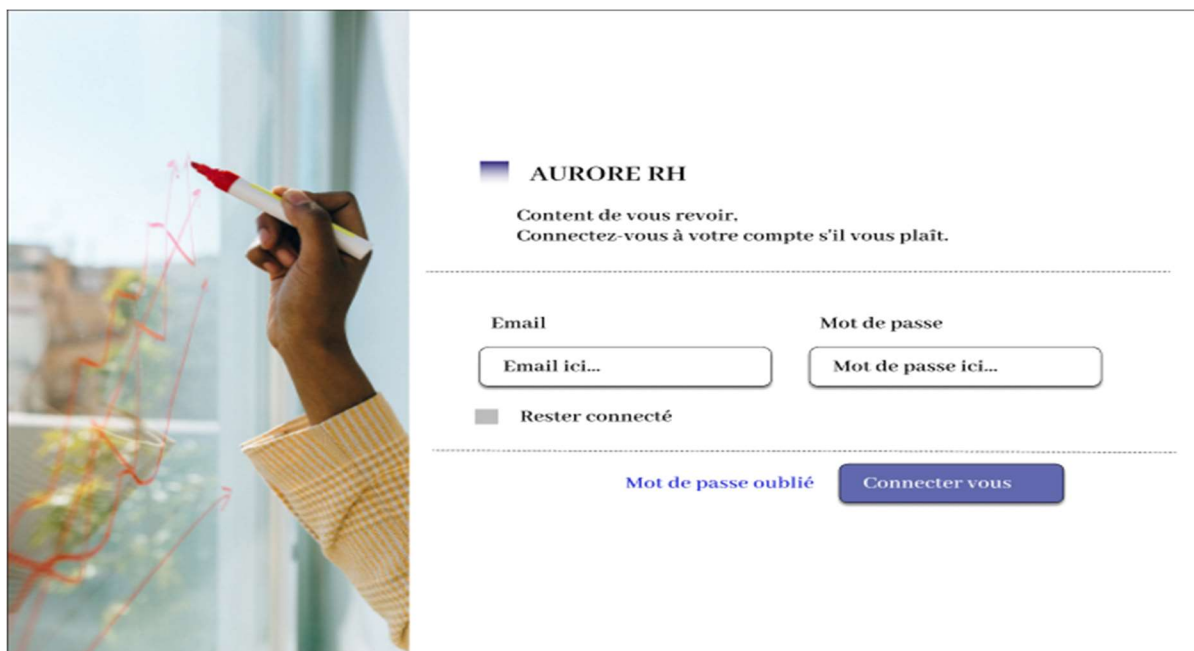 AURORE RH
Content de vous revoir.
Connectez-vous à votre compte s'il vous plaît.
Email
Mot de passe
Email ici...
Mot de passe ici...
Rester connecté
Mot de passe oublié
Connecter vous